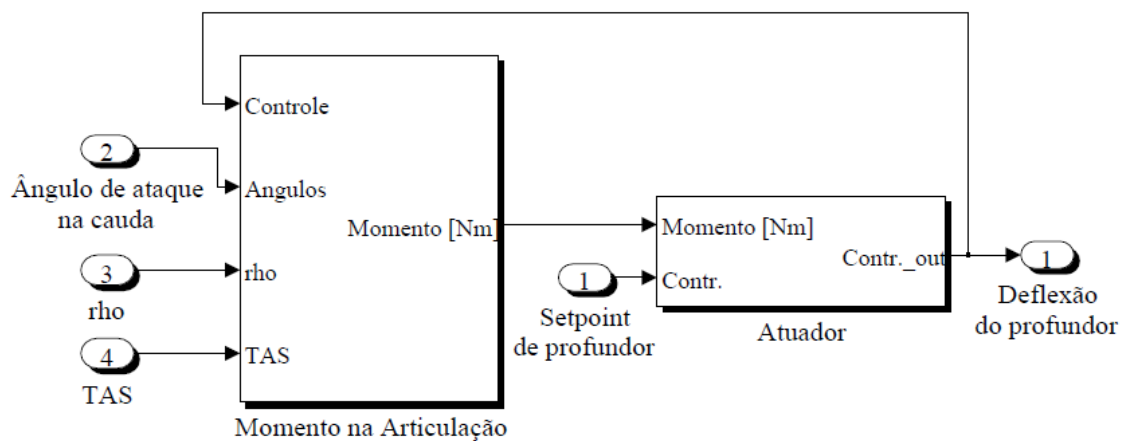 Controle
2
Ângulo de ataque
na cauda
Angulos
Momento [Nm]
3
rho
rho
4
TAS
TAS
Momento na Articulação
1
Setpoint
de profundor
Momento [Nm]
Contr.
Contr._out
Atuador
1
Deflexão
do profundor